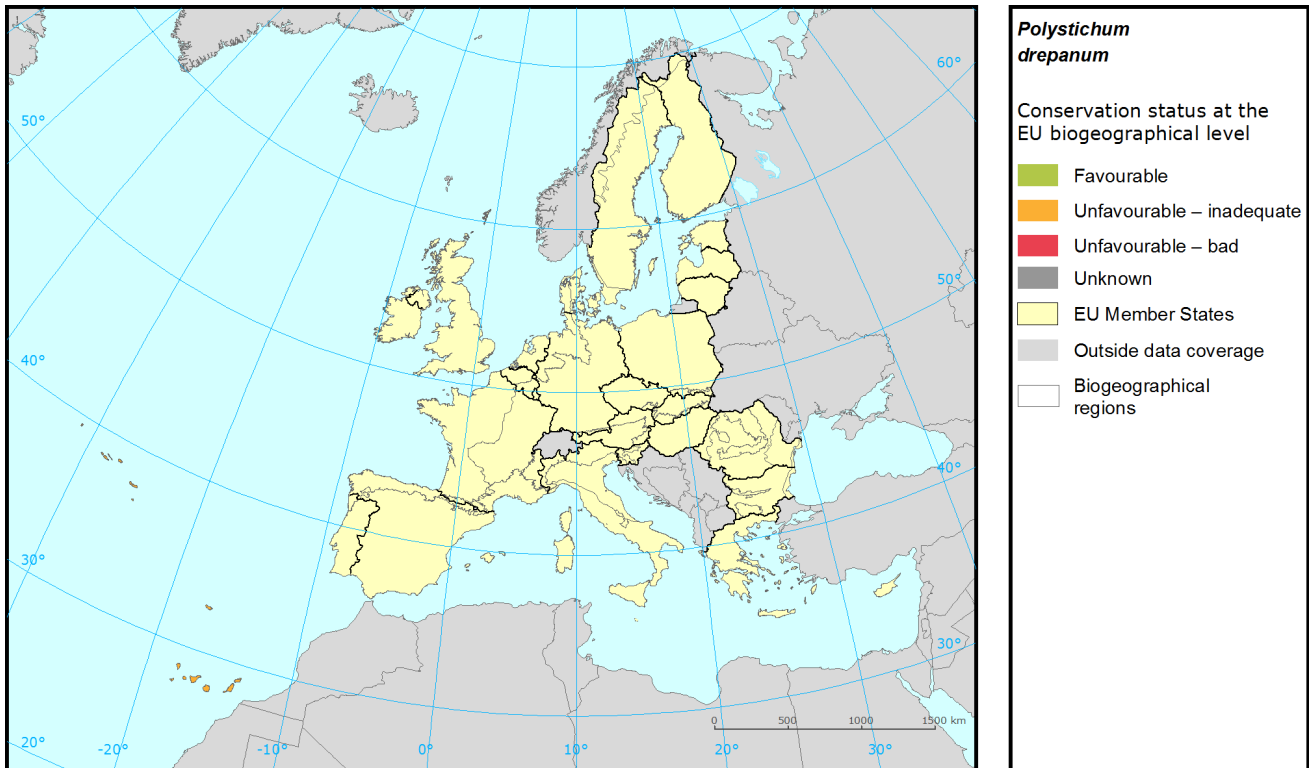 60°
50°
50°
40°
40°
30°
30°
20°
-20°
-10°
0°
10°
20°
30°
0 500 1000 1500 km
Polystichum
drepanum
Conservation status at the
EU biogeographical level
Favourable
Unfavourable – inadequate
Unfavourable – bad
Unknown
EU Member States
Outside data coverage
Biogeographical
regions